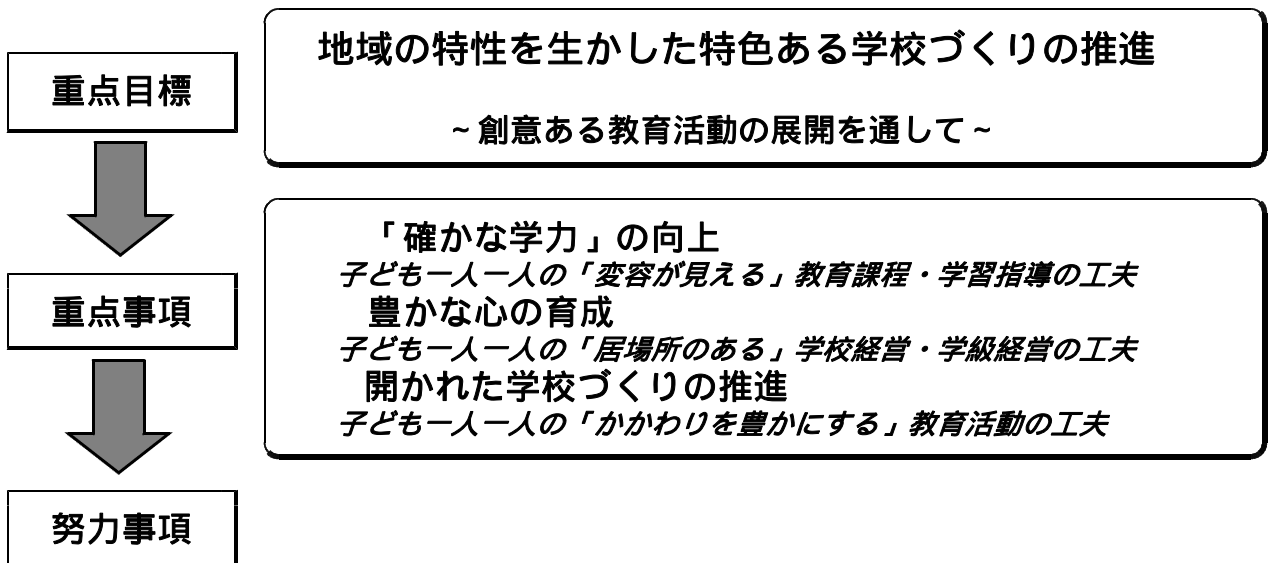 重点目標
地域の特性を生かした特色ある学校づくりの推進
~創意ある教育活動の展開を通して~
重点事項
「確かな学力」の向上
子ども一人一人の「変容が見える」教育課程・学習指導の工夫
豊かな心の育成
子ども一人一人の「居場所のある」学校経営・学級経営の工夫
開かれた学校づくりの推進
子ども一人一人の「かかわりを豊かにする」教育活動の工夫
努力事項